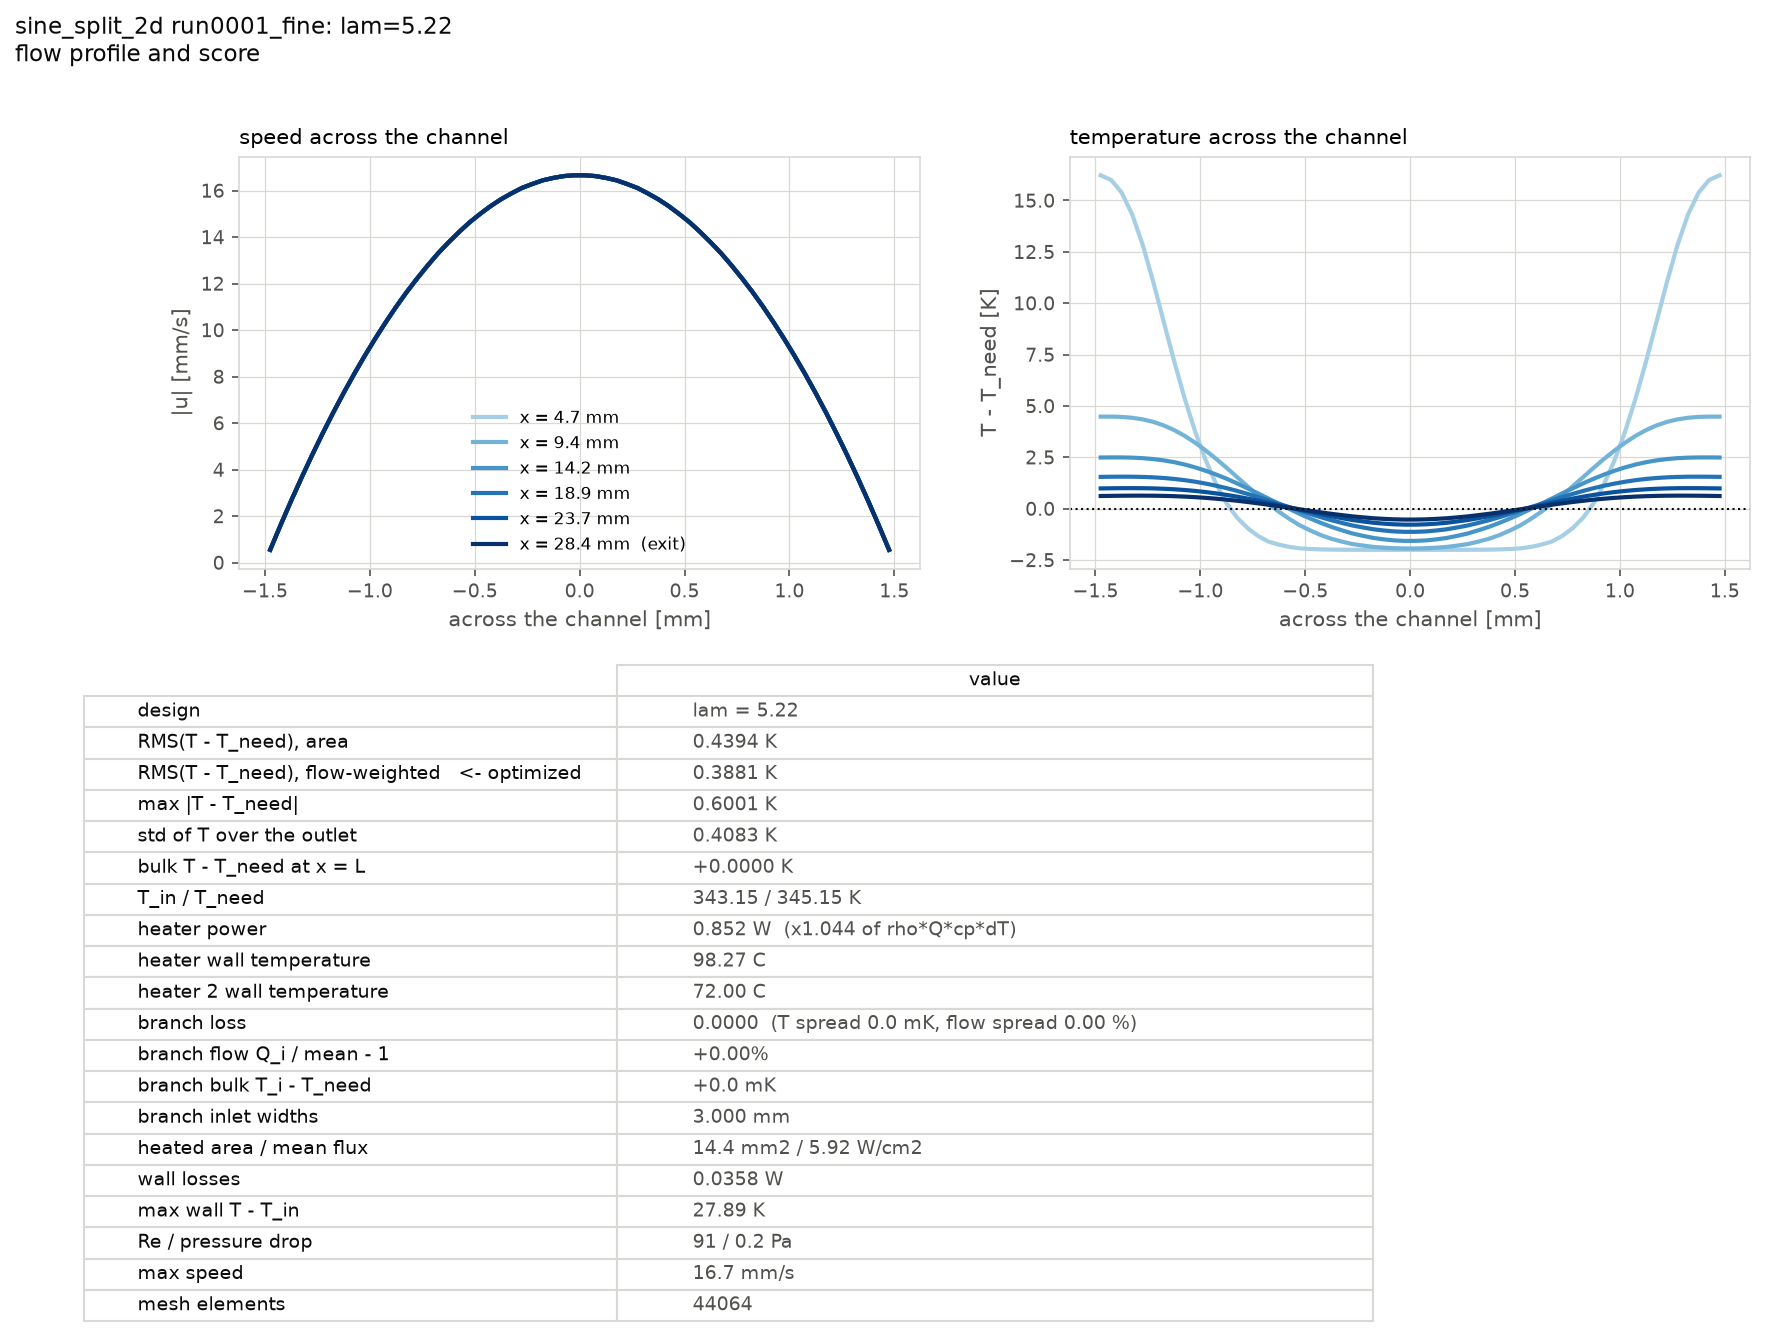 sine_split_2d run0001_fine: lam=5.22
flow profile and score
speed across the channel
16
14
12
10
8
6
4
2
0
|u| [mm/s]
x = 4.7 mm
x = 9.4 mm
x = 14.2 mm
x = 18.9 mm
x = 23.7 mm
x = 28.4 mm  (exit)
−1.5 −1.0 −0.5 0.0 0.5 1.0 1.5
across the channel [mm]
temperature across the channel
15.0
12.5
10.0
7.5
5.0
2.5
0.0
−2.5
T - T_need [K]
−1.5 −1.0 −0.5 0.0 0.5 1.0 1.5
across the channel [mm]
value
design lam = 5.22
RMS(T - T_need), area 0.4394 K
RMS(T - T_need), flow-weighted   <- optimized 0.3881 K
max |T - T_need| 0.6001 K
std of T over the outlet 0.4083 K
bulk T - T_need at x = L +0.0000 K
T_in / T_need 343.15 / 345.15 K
heater power 0.852 W  (x1.044 of rho*Q*cp*dT)
heater wall temperature 98.27 C
heater 2 wall temperature 72.00 C
branch loss 0.0000  (T spread 0.0 mK, flow spread 0.00 %)
branch flow Q_i / mean - 1 +0.00%
branch bulk T_i - T_need +0.0 mK
branch inlet widths 3.000 mm
heated area / mean flux 14.4 mm2 / 5.92 W/cm2
wall losses 0.0358 W
max wall T - T_in 27.89 K
Re / pressure drop 91 / 0.2 Pa
max speed 16.7 mm/s
mesh elements 44064